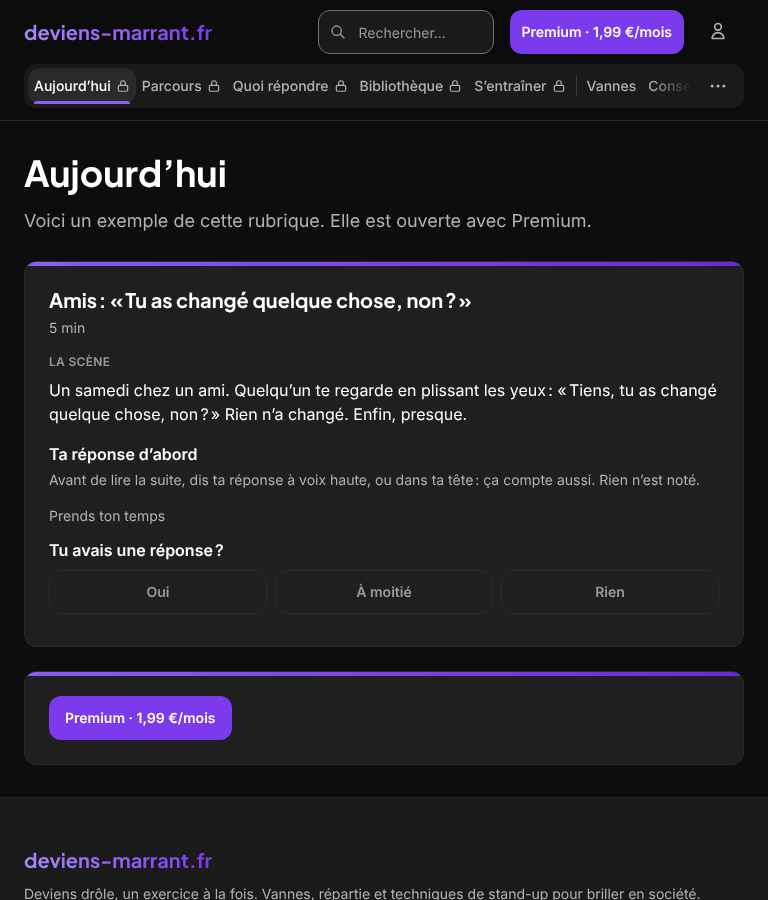 deviens-marrant.fr
Rechercher...
Premium · 1,99 €/mois
Aujourd’hui
Parcours
Quoi répondre
Bibliothèque
S’entraîner
Vannes
Conse
Aujourd’hui
Voici un exemple de cette rubrique. Elle est ouverte avec Premium.
Amis : « Tu as changé quelque chose, non ? »
5 min
LA SCÈNE
Un samedi chez un ami. Quelqu’un te regarde en plissant les yeux : « Tiens, tu as changé
quelque chose, non ? » Rien n’a changé. Enfin, presque.
Ta réponse d’abord
Avant de lire la suite, dis ta réponse à voix haute, ou dans ta tête : ça compte aussi. Rien n’est noté.
Prends ton temps
Tu avais une réponse ?
Oui
À moitié
Rien
Premium · 1,99 €/mois
deviens-marrant.fr
Deviens drôle, un exercice à la fois. Vannes, répartie et techniques de stand-up pour briller en société.